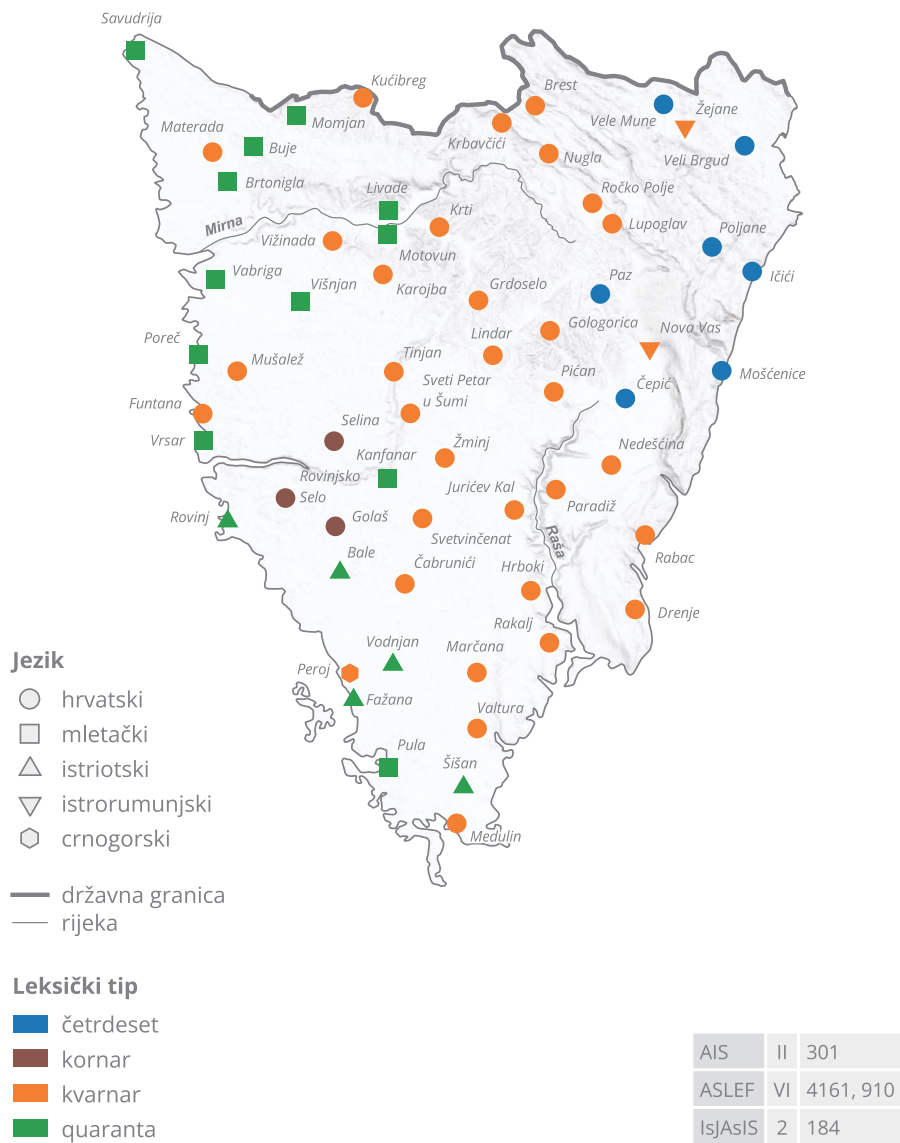 Savudrija
Kućibreg
Brest
Materada
Momjan
Vele Mune
Žejane
Buje
Krbavčići
Nugla
Veli Brgud
Brtonigla
Livade
Ročko Polje
Mirna
Krti
Lupoglav
Vižinada
Motovun
Poljane
Vabriga
Višnjan
Karojba
Grdoselo
Paz
Ičići
Poreč
Lindar
Gologorica
Nova Vas
Mušalež
Tinjan
Pićan
Čepić
Mošćenice
Funtana
Sveti Petar
u Šumi
Vrsar
Selina
Žminj
Nedešćina
Kanfanar
Rovinjsko
Selo
Jurićev Kal
Paradiž
Rovinj
Golaš
Svetvinčenat
Raša
Bale
Čabrunići
Hrboki
Rabac
Rakalj
Drenje
Vodnjan
Marčana
Peroj
Fažana
Valtura
Pula
Šišan
Medulin
Jezik
hrvatski
mletački
istriotski
istrorumunjski
crnogorski
državna granica
rijeka
Leksički tip
četrdeset
kornar
kvarnar
quaranta
AIS II 301
ASLEF VI 4161, 910
IsJAsIS 2 184